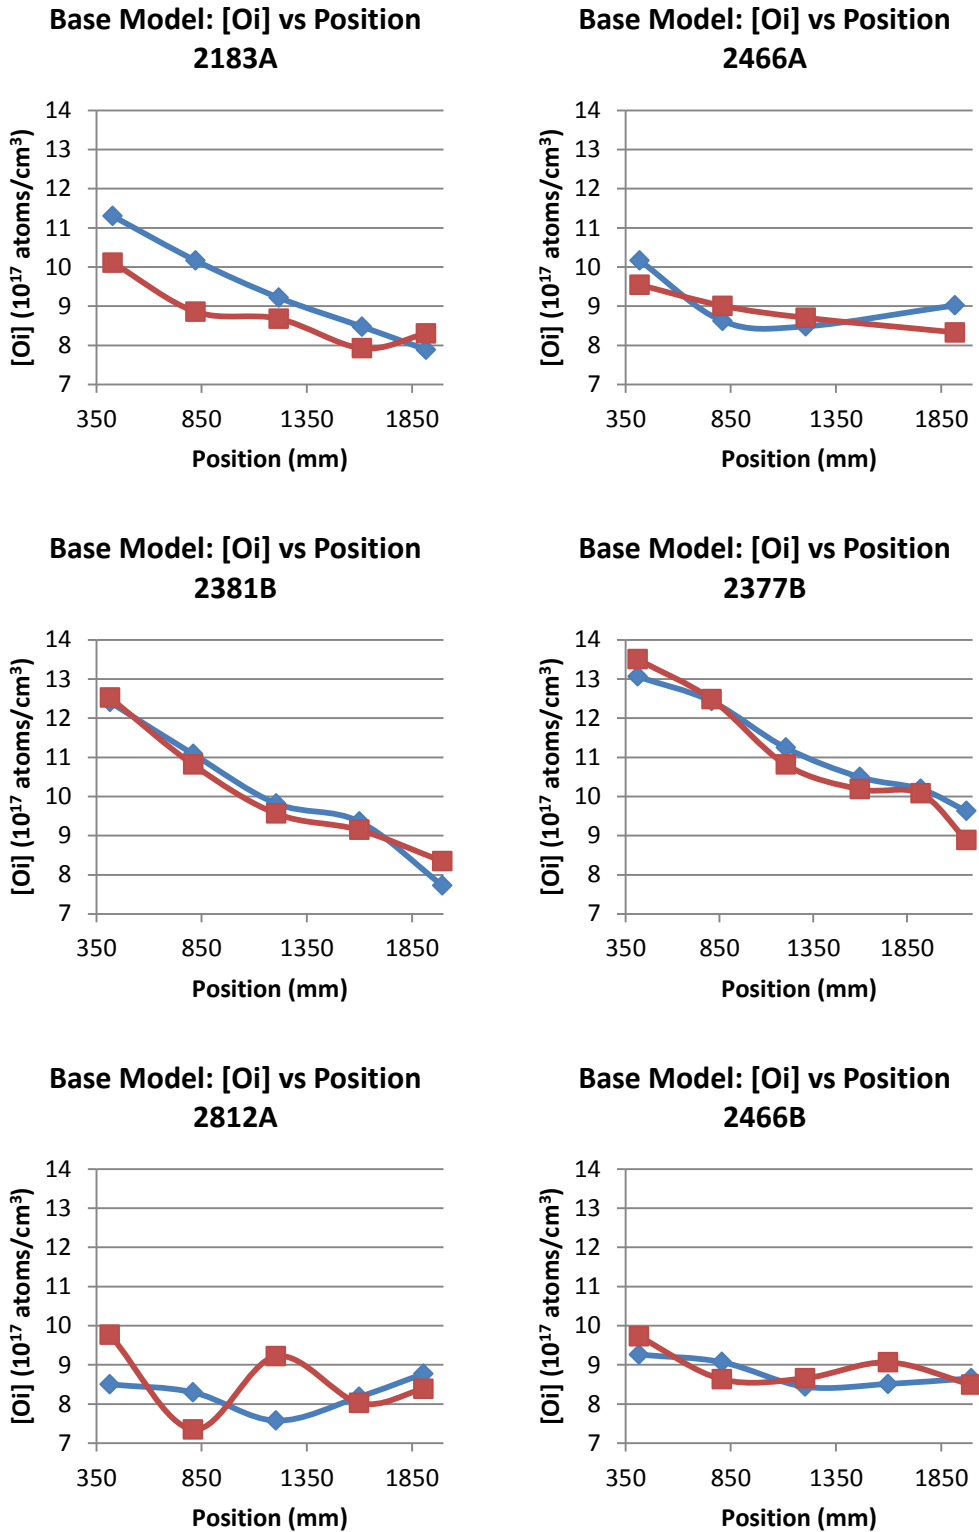 Base Model: [Oi] vs Position
2183A
[Oi] (10¹⁷ atoms/cm³)
14
13
12
11
10
9
8
7
350 850 1350 1850
Position (mm)
Base Model: [Oi] vs Position
2466A
[Oi] (10¹⁷ atoms/cm³)
14
13
12
11
10
9
8
7
350 850 1350 1850
Position (mm)
Base Model: [Oi] vs Position
2381B
[Oi] (10¹⁷ atoms/cm³)
14
13
12
11
10
9
8
7
350 850 1350 1850
Position (mm)
Base Model: [Oi] vs Position
2377B
[Oi] (10¹⁷ atoms/cm³)
14
13
12
11
10
9
8
7
350 850 1350 1850
Position (mm)
Base Model: [Oi] vs Position
2812A
[Oi] (10¹⁷ atoms/cm³)
14
13
12
11
10
9
8
7
350 850 1350 1850
Position (mm)
Base Model: [Oi] vs Position
2466B
[Oi] (10¹⁷ atoms/cm³)
14
13
12
11
10
9
8
7
350 850 1350 1850
Position (mm)